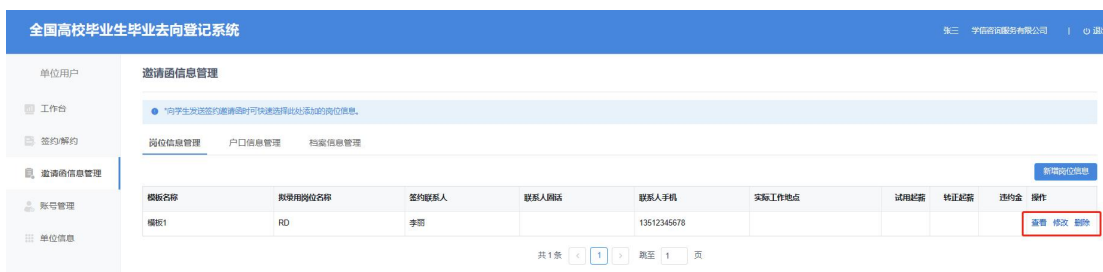 全国高校毕业生毕业去向登记系统
张三 学信咨询服务有限公司 | 退
单位用户
工作台
签约/解约
邀请函信息管理
账号管理
单位信息
邀请函信息管理
*向学生发送签约邀请函时可快速选择此处添加的岗位信息。
岗位信息管理 户口信息管理 档案信息管理
新增岗位信息
模板名称 拟录用岗位名称 签约联系人 联系人固话 联系人手机 实际工作地点 试用起薪 转正起薪 违约金 操作
模板1 RD 李丽 13512345678 查看 修改 删除
共1条 < 1 > 跳至 1 页